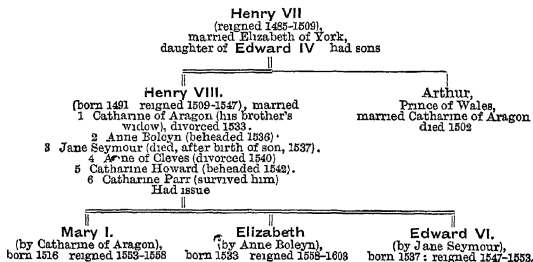 Henry VII
(reigned 1485-1509),
married Elizabeth of York,
daughter of Edward IV had sons
Henry VIII.
(born 1491 reigned 1509-1547), married
1 Catharine of Aragon (his brother's
widow), divorced 1533.
2 Anne Boleyn (beheaded 1536)
3 Jane Seymour (died, after birth of son, 1537).
4 Anne of Cleves (divorced 1540)
5 Catharine Howard (beheaded 1542).
6 Catharine Parr (survived him)
Had issue
Arthur,
Prince of Wales,
married Catharine of Aragon
died 1502
Mary I.
(by Catharine of Aragon),
born 1516 reigned 1553-1558
Elizabeth
(by Anne Boleyn),
born 1533 reigned 1558-1603
Edward VI.
(by Jane Seymour),
born 1537: reigned 1547-1553.